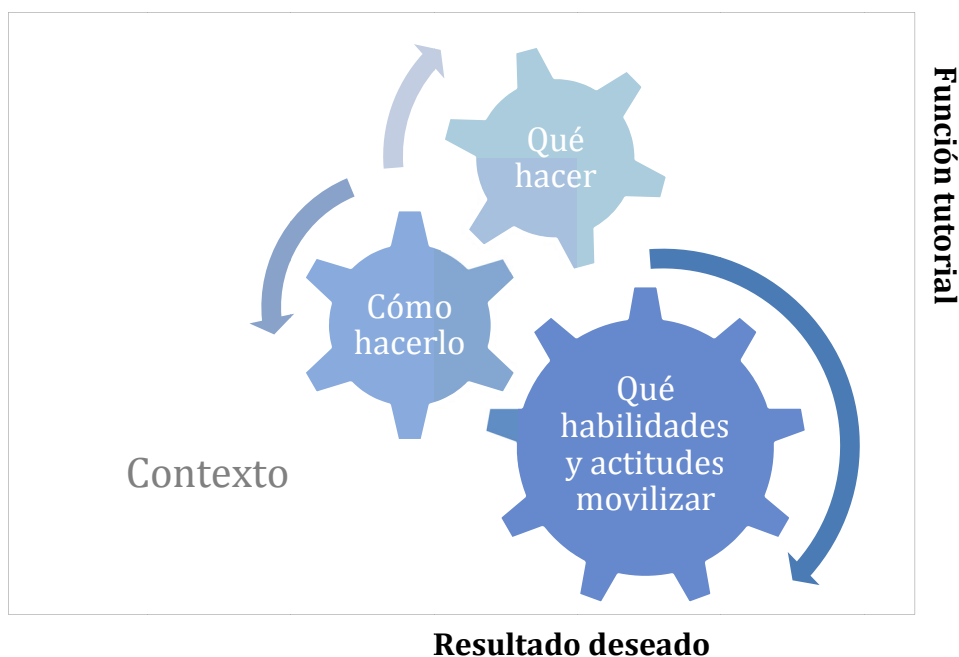 Qué
hacer
Función tutorial
Cómo
hacerlo
Qué
habilidades
y actitudes
movilizar
Contexto
Resultado deseado